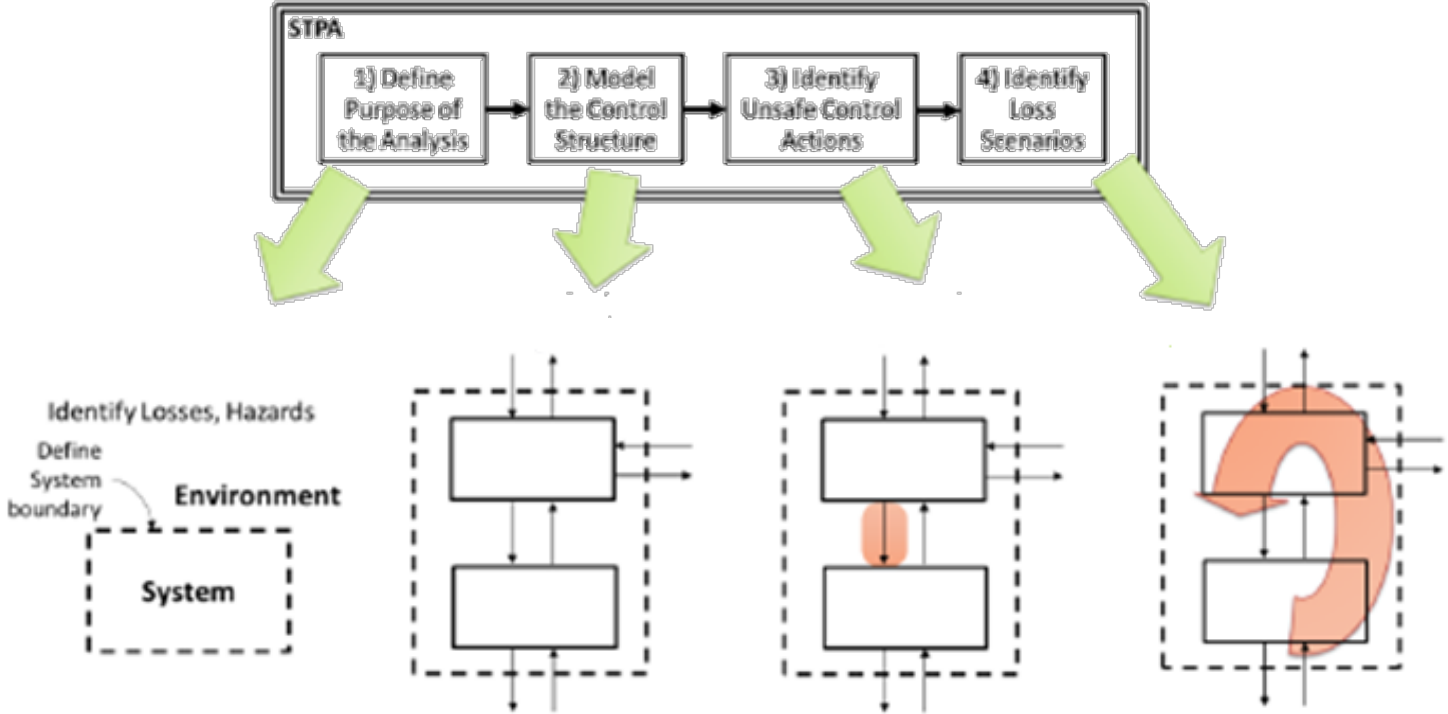 STPA
1) Define
Purpose of
the Analysis
2) Model
the Control
Structure
3) Identify
Unsafe Control
Actions
4) Identify
Loss
Scenarios
Identify Losses, Hazards
Define
System
boundary
Environment
System